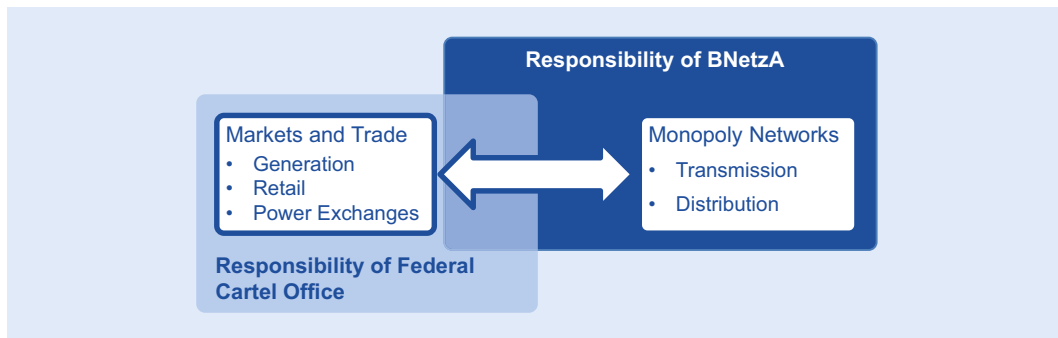 Responsibility of BNetzA
Markets and Trade
• Generation
• Retail
• Power Exchanges
Monopoly Networks
• Transmission
• Distribution
Responsibility of Federal
Cartel Office